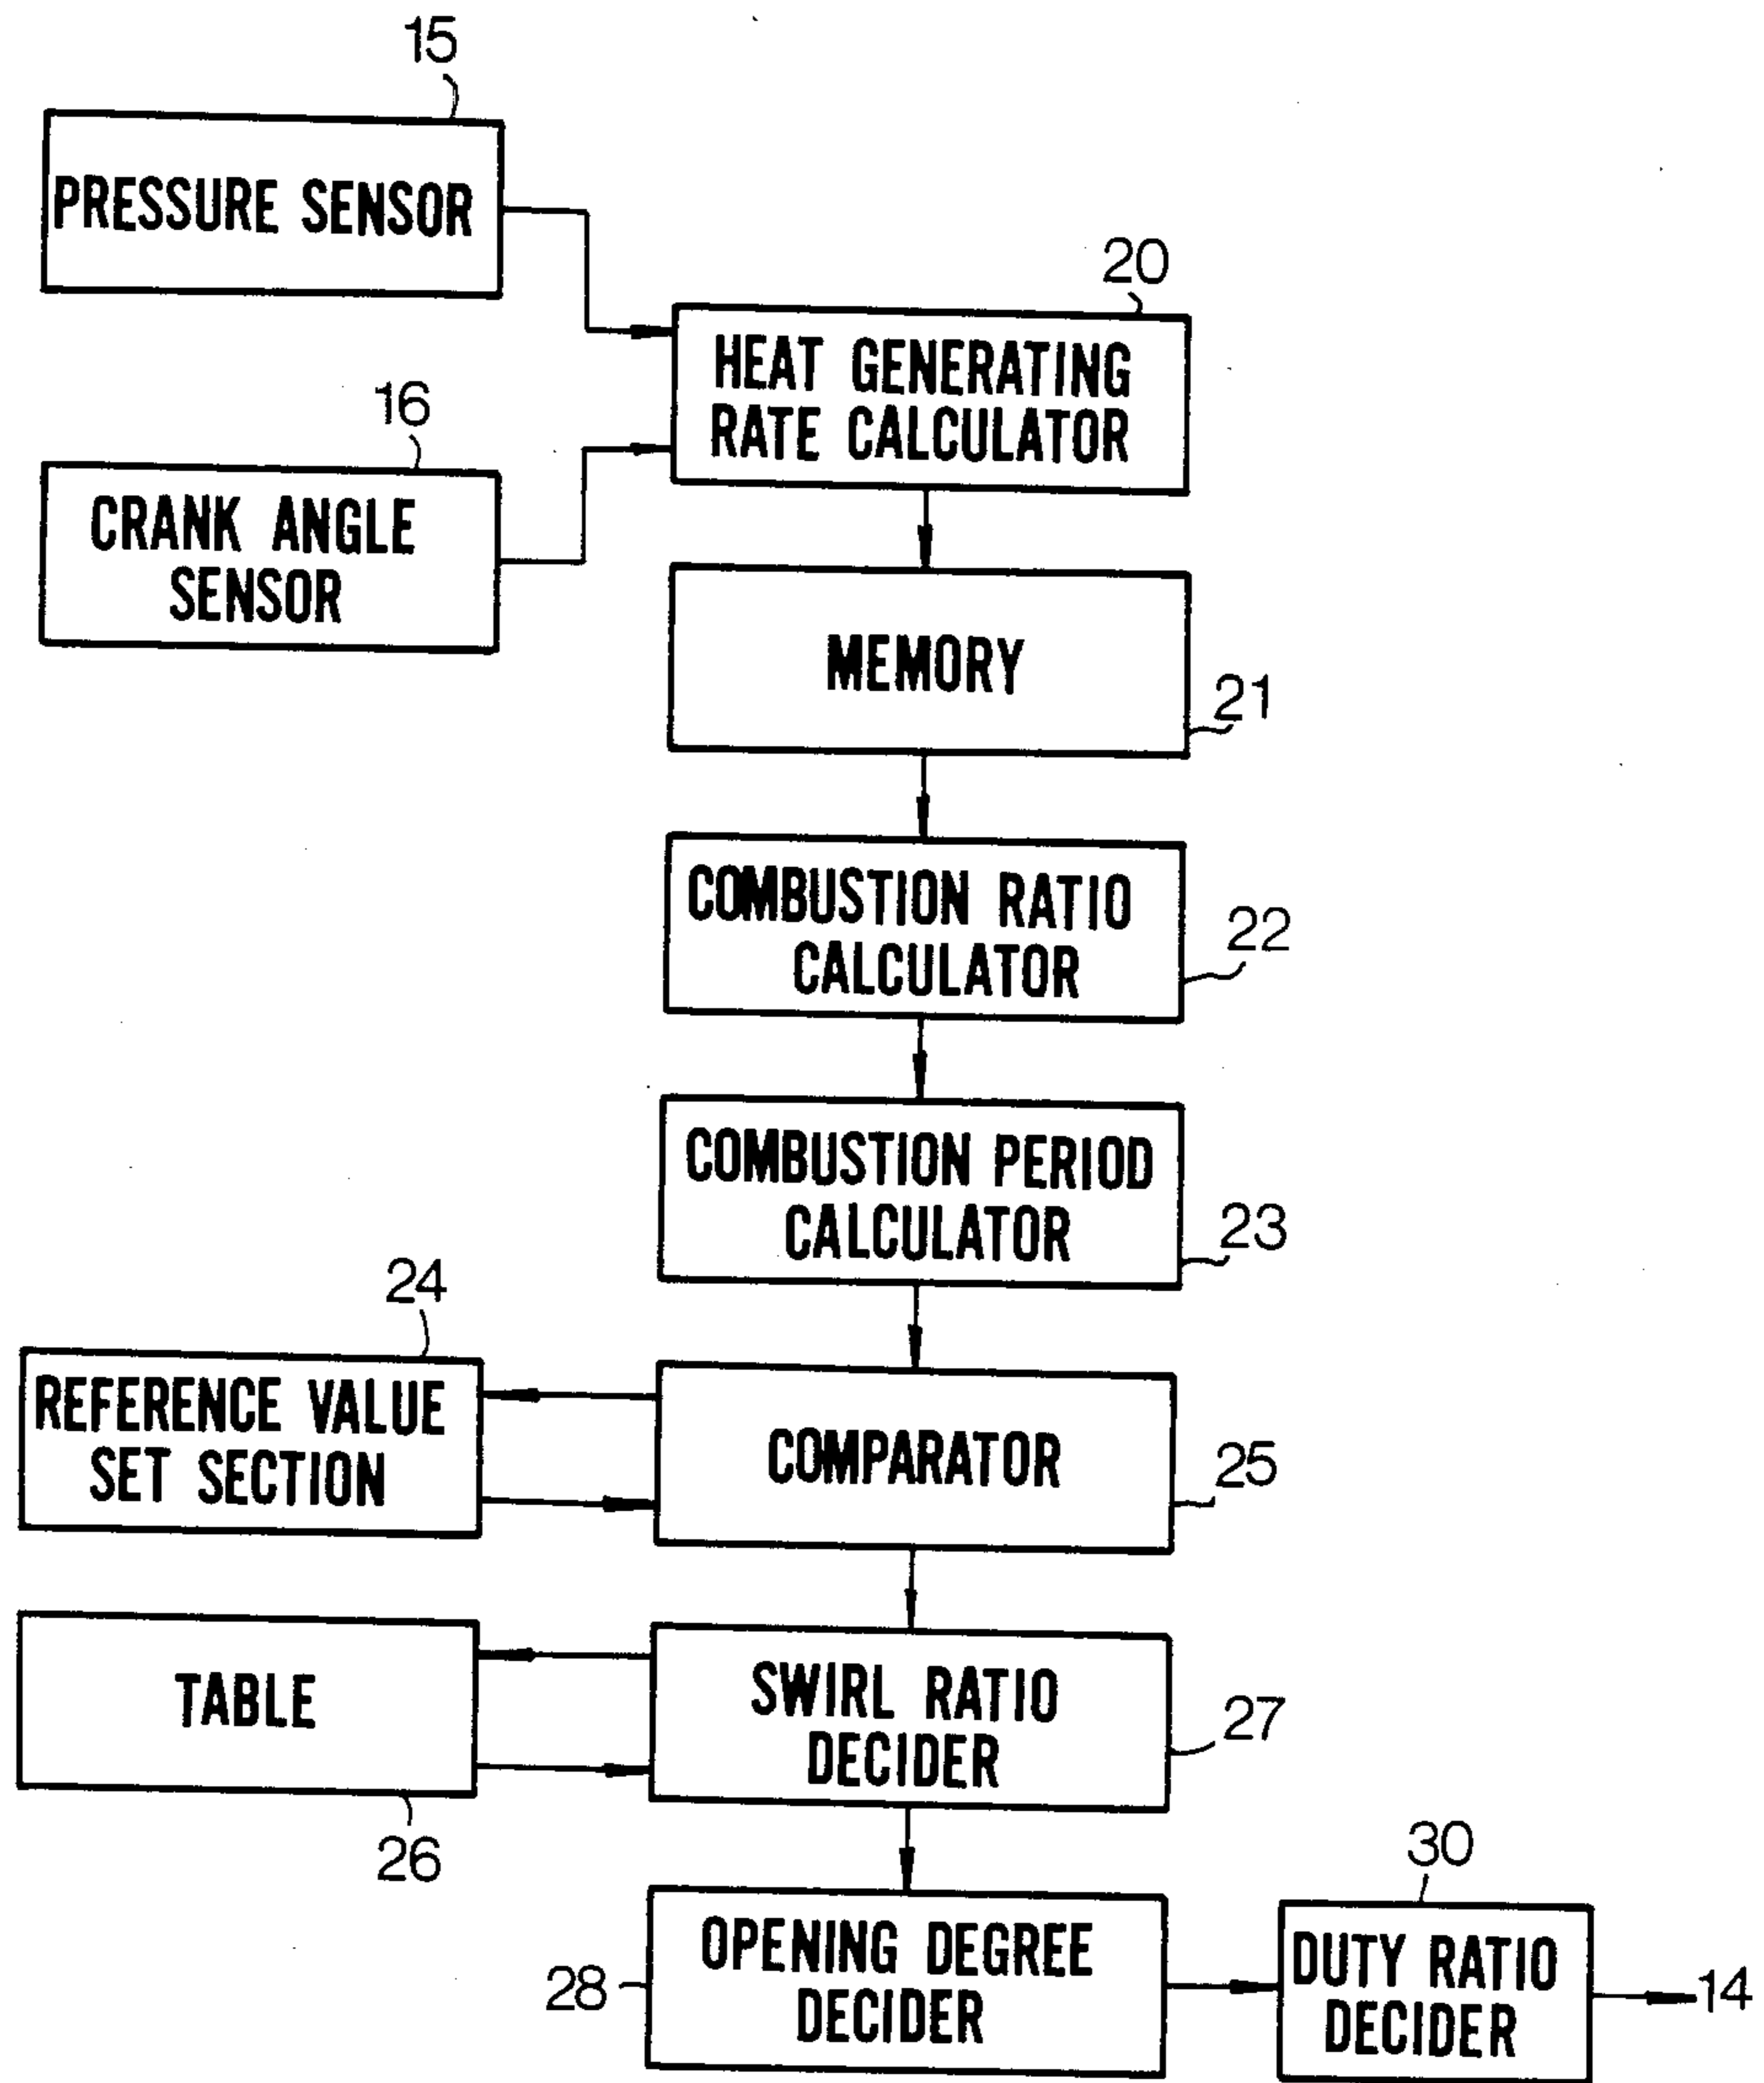 15
PRESSURE SENSOR
20
HEAT GENERATING
RATE CALCULATOR
16
CRANK ANGLE
SENSOR
MEMORY
21
COMBUSTION RATIO
CALCULATOR
22
COMBUSTION PERIOD
CALCULATOR
23
24
REFERENCE VALUE
SET SECTION
COMPARATOR
25
TABLE
26
SWIRL RATIO
DECIDER
27
28
OPENING DEGREE
DECIDER
30
DUTY RATIO
DECIDER
14